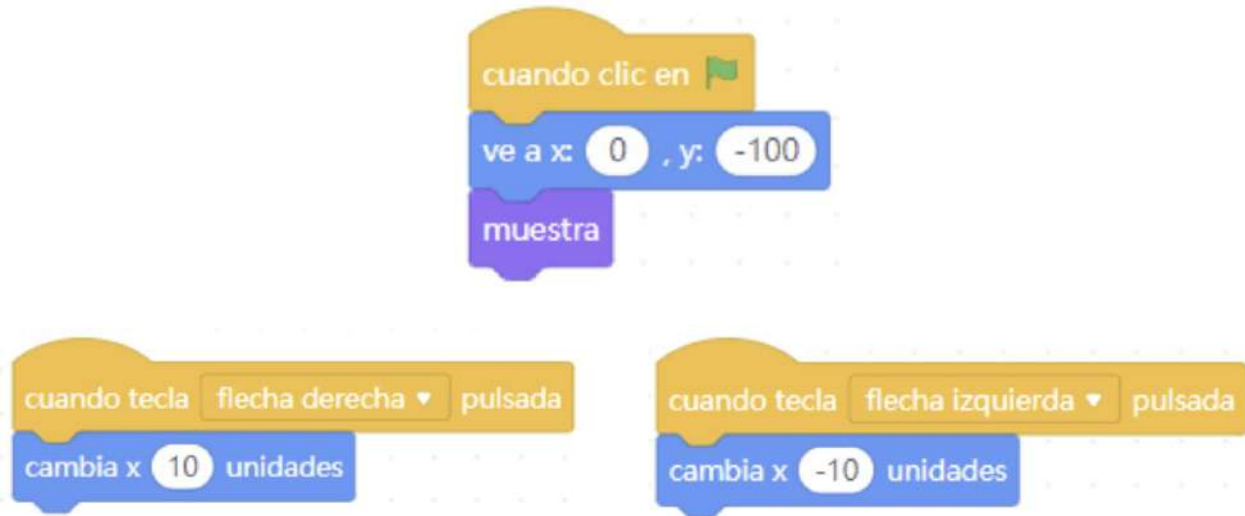 cuando clic en
ve a x: 0 , y: -100
muestra
cuando tecla flecha derecha pulsada
cambia x 10 unidades
cuando tecla flecha izquierda pulsada
cambia x -10 unidades